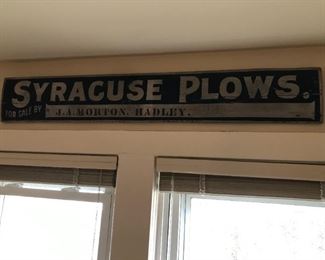 SYRACUSE PLOWS.
FOR SALE BY J.A. MORTON. HADLEY.